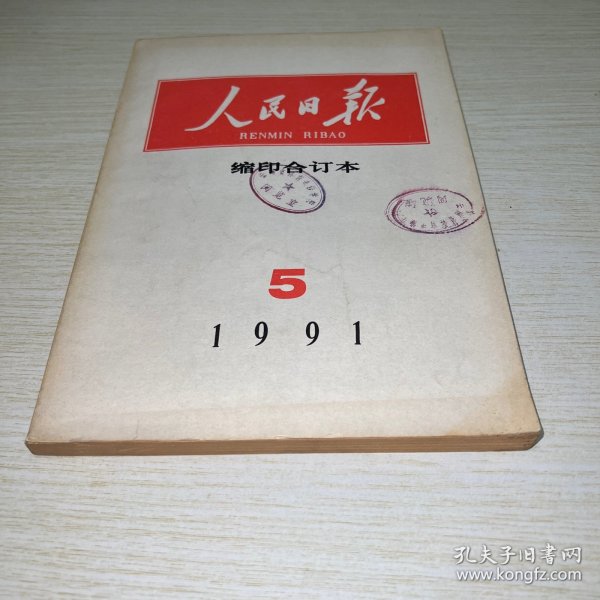 人民日报
RENMIN RIBAO
缩印合订本
5
1991
孔夫子旧书网
www.kongfz.com